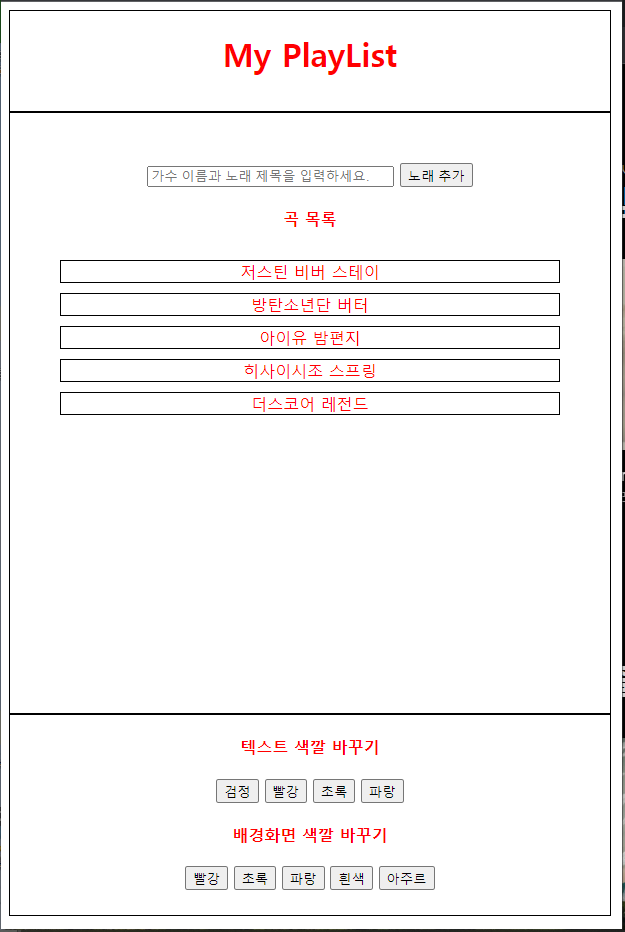 My PlayList
가수 이름과 노래 제목을 입력하세요. 노래 추가
곡 목록
저스틴 비버 스테이
방탄소년단 버터
아이유 밤편지
히사이시조 스프링
더스코어 레전드
텍스트 색깔 바꾸기
검정 빨강 초록 파랑
배경화면 색깔 바꾸기
빨강 초록 파랑 흰색 아주르